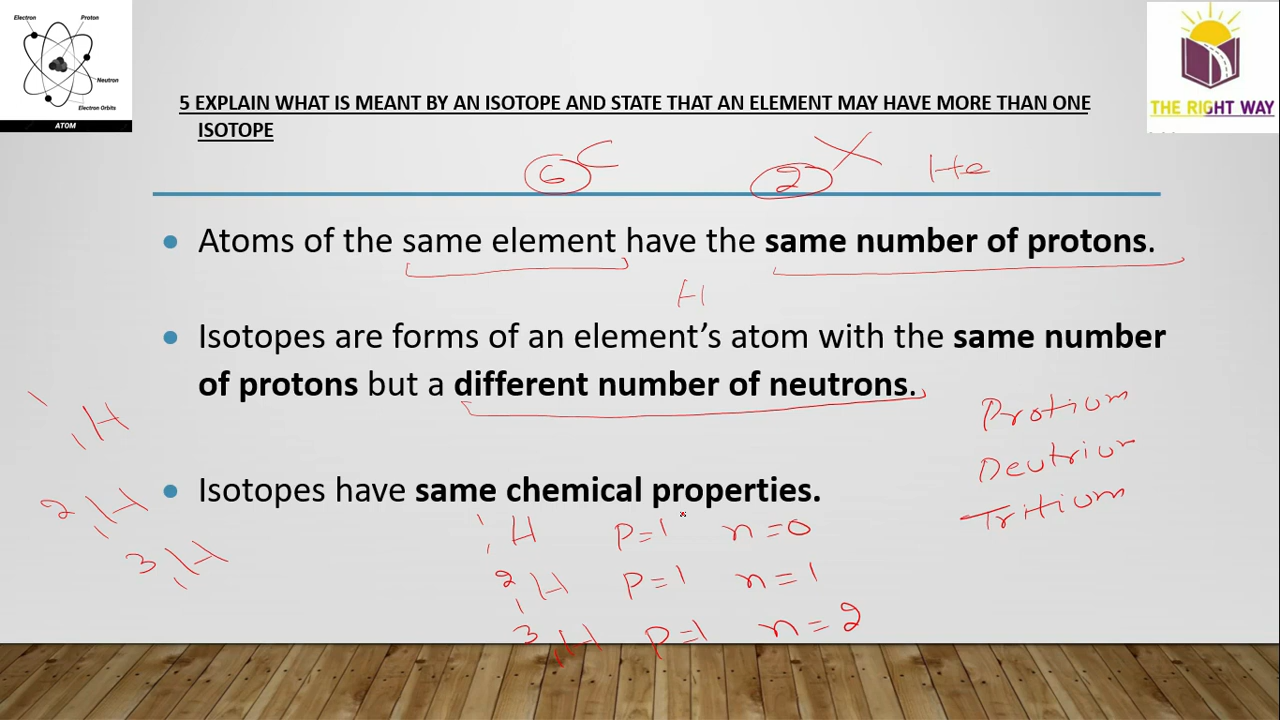 Electron
Proton
Neutron
Electron Orbits
ATOM
THE RIGHT WAY
5 EXPLAIN WHAT IS MEANT BY AN ISOTOPE AND STATE THAT AN ELEMENT MAY HAVE MORE THAN ONE
ISOTOPE
6 C 2 X He
• Atoms of the same element have the same number of protons.
H
• Isotopes are forms of an element's atom with the same number
of protons but a different number of neutrons.
1 1 H
2 1 H
3 1 H
Protium
Deutrium
Tritium
• Isotopes have same chemical properties.
1 1 H P=1 n=0
2 1 H P=1 n=1
3 1 H P=1 n=2